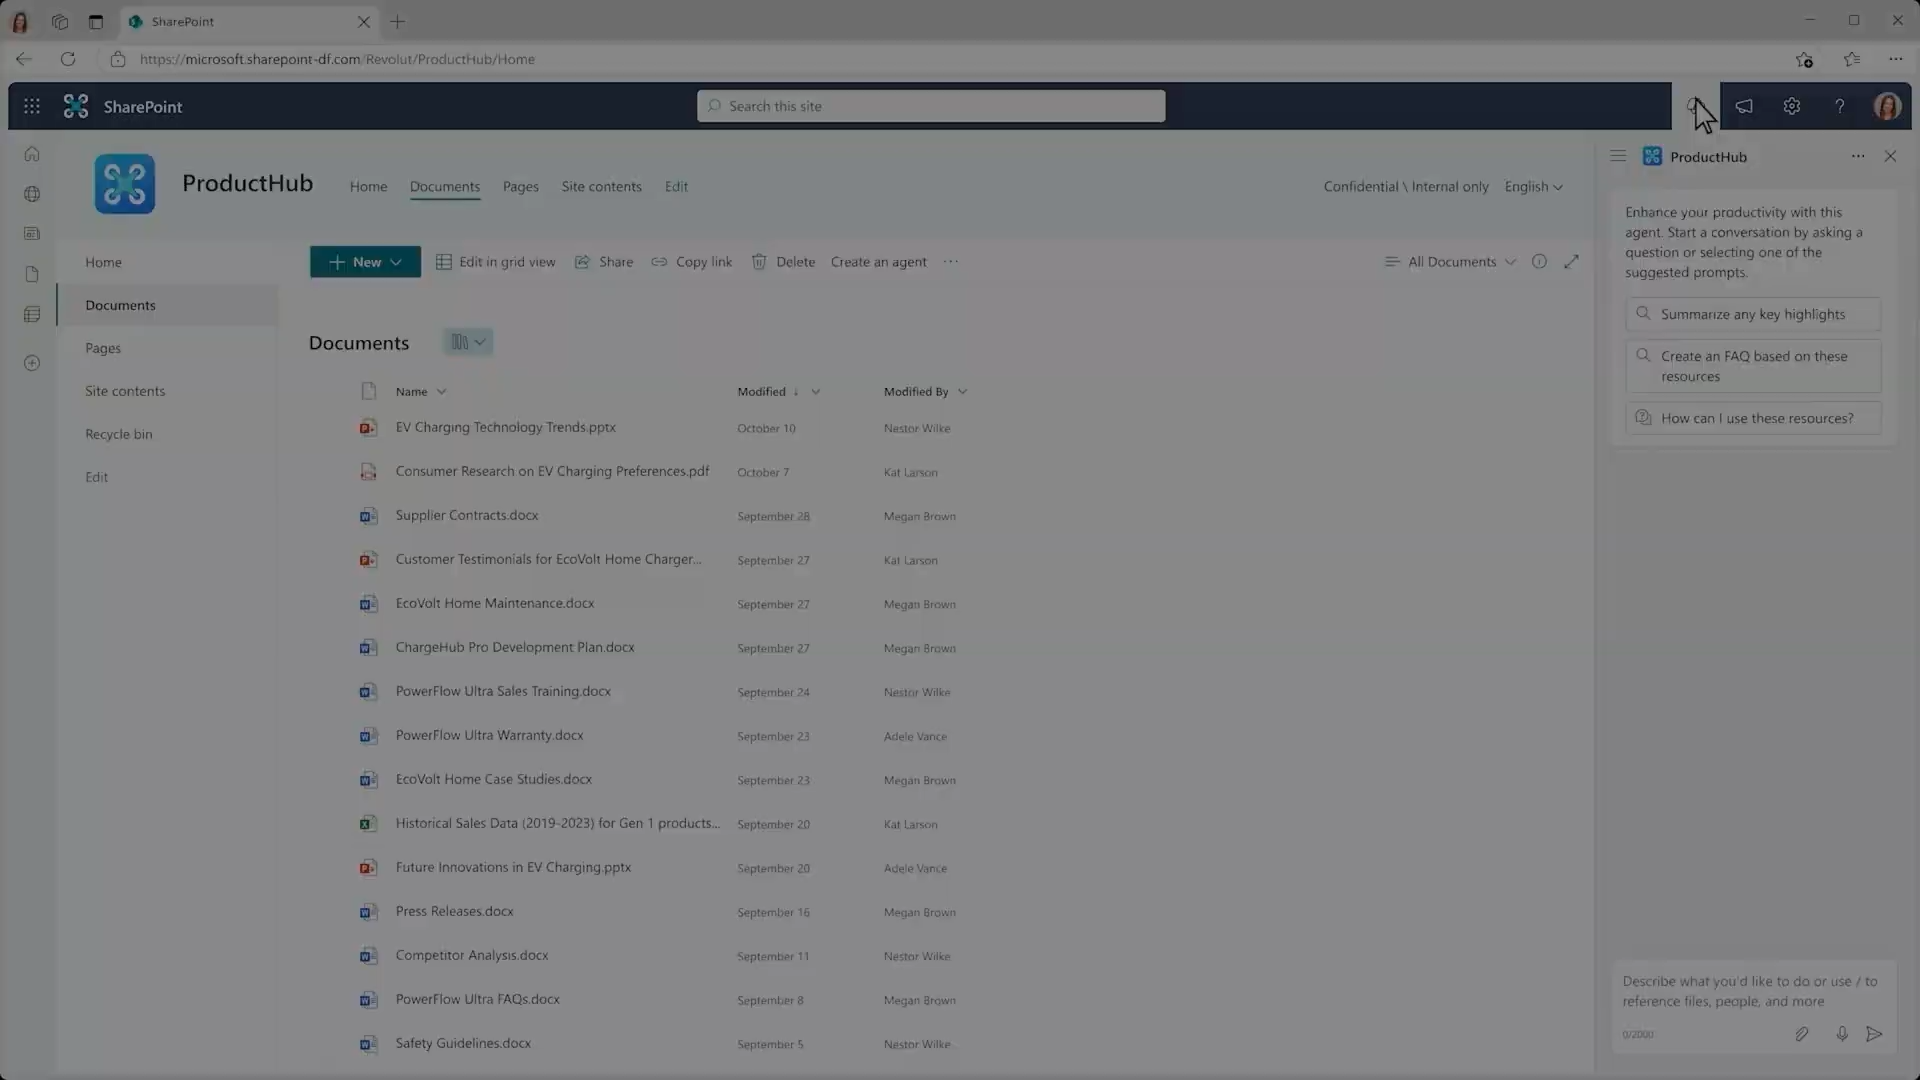 SharePoint
https://microsoft.sharepoint-df.com/Revolut/ProductHub/Home
SharePoint
Search this site
?
ProductHub
Home
Documents
Pages
Site contents
Edit
Confidential \ Internal only
English
ProductHub
Enhance your productivity with this
agent. Start a conversation by asking a
question or selecting one of the
suggested prompts.
Summarize any key highlights
Create an FAQ based on these
resources
How can I use these resources?
Home
Documents
Pages
Site contents
Recycle bin
Edit
New
Edit in grid view
Share
Copy link
Delete
Create an agent
All Documents
Documents
Name Modified Modified By
EV Charging Technology Trends.pptx October 10 Nestor Wilke
Consumer Research on EV Charging Preferences.pdf October 7 Kat Larson
Supplier Contracts.docx September 28 Megan Brown
Customer Testimonials for EcoVolt Home Charger... September 27 Kat Larson
EcoVolt Home Maintenance.docx September 27 Megan Brown
ChargeHub Pro Development Plan.docx September 27 Megan Brown
PowerFlow Ultra Sales Training.docx September 24 Nestor Wilke
PowerFlow Ultra Warranty.docx September 23 Adele Vance
EcoVolt Home Case Studies.docx September 23 Megan Brown
Historical Sales Data (2019-2023) for Gen 1 products... September 20 Kat Larson
Future Innovations in EV Charging.pptx September 20 Adele Vance
Press Releases.docx September 16 Megan Brown
Competitor Analysis.docx September 11 Nestor Wilke
PowerFlow Ultra FAQs.docx September 8 Megan Brown
Safety Guidelines.docx September 5 Nestor Wilke
Describe what you'd like to do or use / to
reference files, people, and more
0/2000